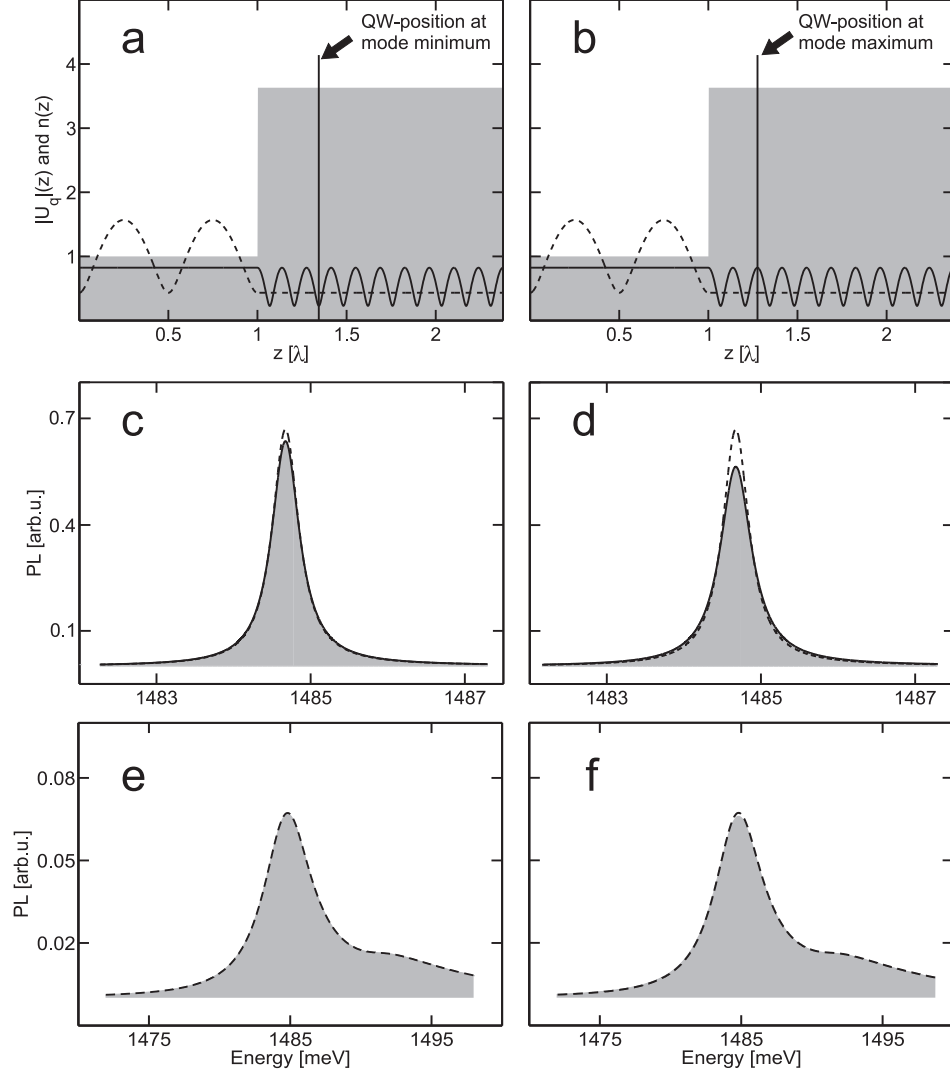 a
QW-position at
mode minimum
b
QW-position at
mode maximum
|U_q|(z) and n(z)
4
3
2
1
0.5
1
1.5
2
z [λ]
0.5
1
1.5
2
z [λ]
c
d
PL [arb.u.]
0.7
0.4
0.1
1483
1485
1487
1483
1485
1487
e
f
PL [arb.u.]
0.08
0.05
0.02
1475
1485
1495
Energy [meV]
1475
1485
1495
Energy [meV]